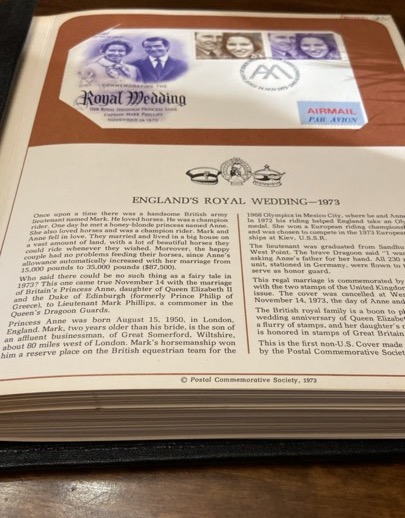 COMMEMORATING THE
Royal Wedding
HER ROYAL HIGHNESS PRINCESS ANNE
CAPTAIN MARK PHILLIPS
NOVEMBER 14 1973
AIRMAIL
PAR AVION
ENGLAND'S ROYAL WEDDING—1973
Once upon a time there was a handsome British army
lieutenant named Mark. He loved horses. He was a champion
rider. One day he met a honey-blonde princess named Anne.
She also loved horses and was a champion rider. Mark and
Anne fell in love. They married and lived in a big house on
a vast amount of land, with a lot of beautiful horses they
could ride whenever they wished. Moreover, the happy
couple had no problems feeding their horses, since Anne's
allowance automatically increased with her marriage from
15,000 pounds to 35,000 pounds ($87,500).
Who said there could be no such thing as a fairy tale in
1973? This one came true November 14 with the marriage
of Britain's Princess Anne, daughter of Queen Elizabeth II
and the Duke of Edinburgh (formerly Prince Philip of
Greece), to Lieutenant Mark Phillips, a commoner in the
Queen's Dragoon Guards.
Princess Anne was born August 15, 1950, in London,
England. Mark, two years older than his bride, is the son of
an affluent businessman, of Great Somerford, Wiltshire,
about 80 miles west of London. Mark's horsemanship won
him a reserve place on the British equestrian team for the
1968 Olympics in Mexico City, where he and Anne
In 1972 his riding helped England take an
medal. She won a European riding
and was chosen to compete in the 1973 European
ships at Kiev, U.S.S.R.
The lieutenant was graduated from
West Point. The brave Dragoon said "I was
asking Anne's father for her hand. All 230
unit, stationed in Germany, were flown to
serve as honor guard.
This regal marriage is commemorated by
with the two stamps of the United Kingdom
issue. The cover was cancelled at
November 14, 1973, the day of Anne and
The British royal family is a boon to
wedding anniversary of Queen
a flurry of stamps, and her daughter's
is honored in stamps of Great
This is the first non-U.S. Cover made
by the Postal Commemorative
© Postal Commemorative Society, 1973